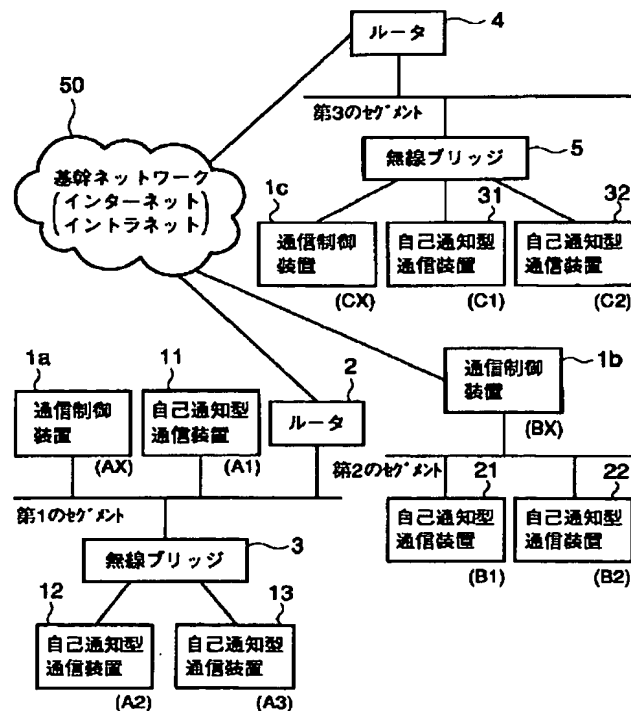 4
ルータ
50
第3のセグメント
5
無線ブリッジ
基幹ネットワーク
(インターネット)
(イントラネット)
1c
31
32
通信制御
装置
自己通知型
通信装置
自己通知型
通信装置
(CX)
(C1)
(C2)
1a
11
2
1b
通信制御
装置
自己通知型
通信装置
ルータ
通信制御
装置
(AX)
(A1)
(BX)
第1のセグメント
第2のセグメント
21
22
3
無線ブリッジ
自己通知型
通信装置
自己通知型
通信装置
(B1)
(B2)
12
13
自己通知型
通信装置
自己通知型
通信装置
(A2)
(A3)